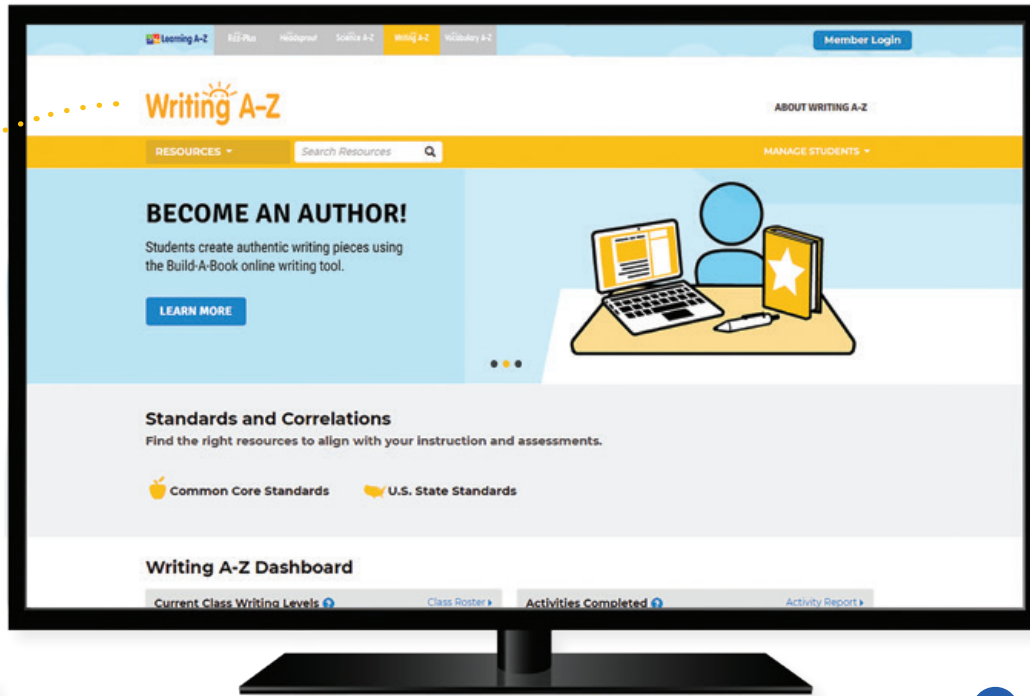 Learning A-Z Raz-Plus Headsprout Science A-Z Writing A-Z Vocabulary A-Z
Member Login
Writing A-Z
ABOUT WRITING A-Z
RESOURCES
Search Resources
MANAGE STUDENTS
BECOME AN AUTHOR!
Students create authentic writing pieces using
the Build-A-Book online writing tool.
LEARN MORE
Standards and Correlations
Find the right resources to align with your instruction and assessments.
Common Core Standards U.S. State Standards
Writing A-Z Dashboard
Current Class Writing Levels ? Class Roster Activities Completed ? Activity Report